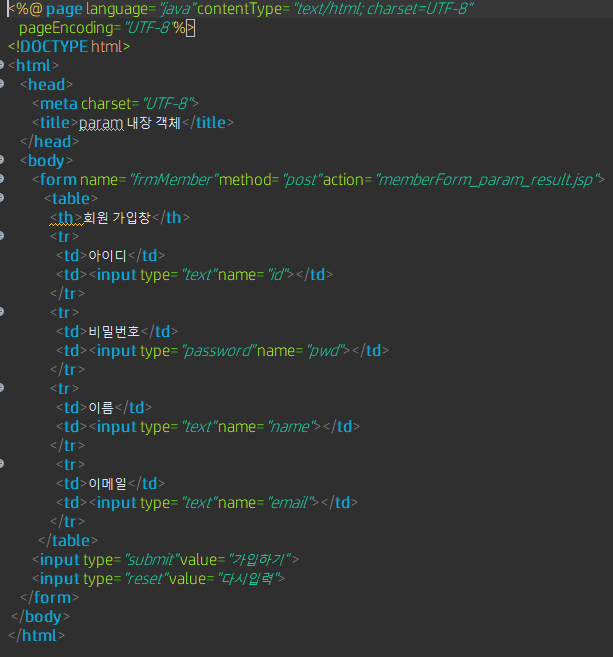 <%@ page language="java" contentType="text/html; charset=UTF-8"
pageEncoding="UTF-8"%>
<!DOCTYPE html>
<html>
<head>
<meta charset="UTF-8">
<title>param 내장 객체</title>
</head>
<body>
<form name="frmMember" method="post" action="memberForm_param_result.jsp">
<table>
<th>회원 가입창</th>
<tr>
<td>아이디</td>
<td><input type="text" name="id"></td>
</tr>
<tr>
<td>비밀번호</td>
<td><input type="password" name="pwd"></td>
</tr>
<tr>
<td>이름</td>
<td><input type="text" name="name"></td>
</tr>
<tr>
<td>이메일</td>
<td><input type="text" name="email"></td>
</tr>
</table>
<input type="submit" value="가입하기" >
<input type="reset" value="다시입력">
</form>
</body>
</html>